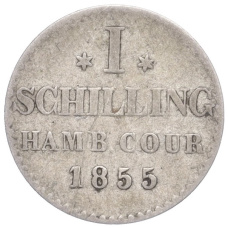 * I *
SCHILLING
HAMB. COUR.
1855